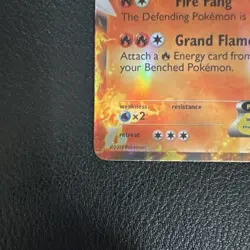 Fire Fang
The Defending Pokémon is
Grand Flame
Attach a Energy card from
your Benched Pokémon.
weakness resistance
×2
retreat